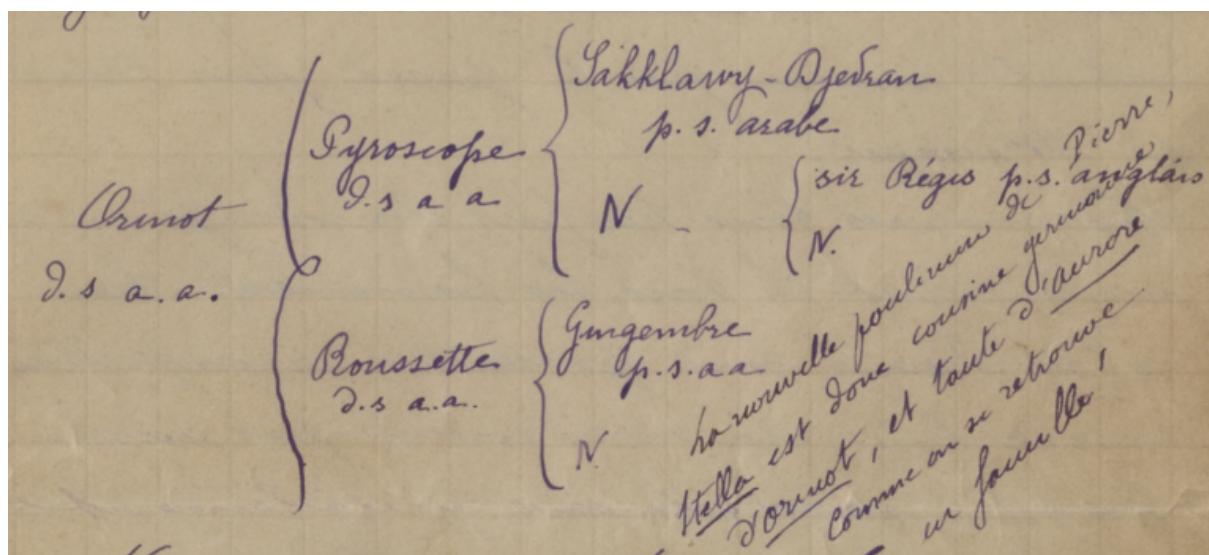 Sakklawy-Djedran
p. s. arabe
Pyroscope
d. s a a
N
sir Régis p.s. anglais
N.
Ormot
d. s a. a.
Roussette
d. s a. a.
Gingembre
p. s. a a
N
La nouvelle pouliche de Pierre,
Stella est donc cousine germaine
d'ormot, et tante d'aurore
comme on se retrouve
en famille,